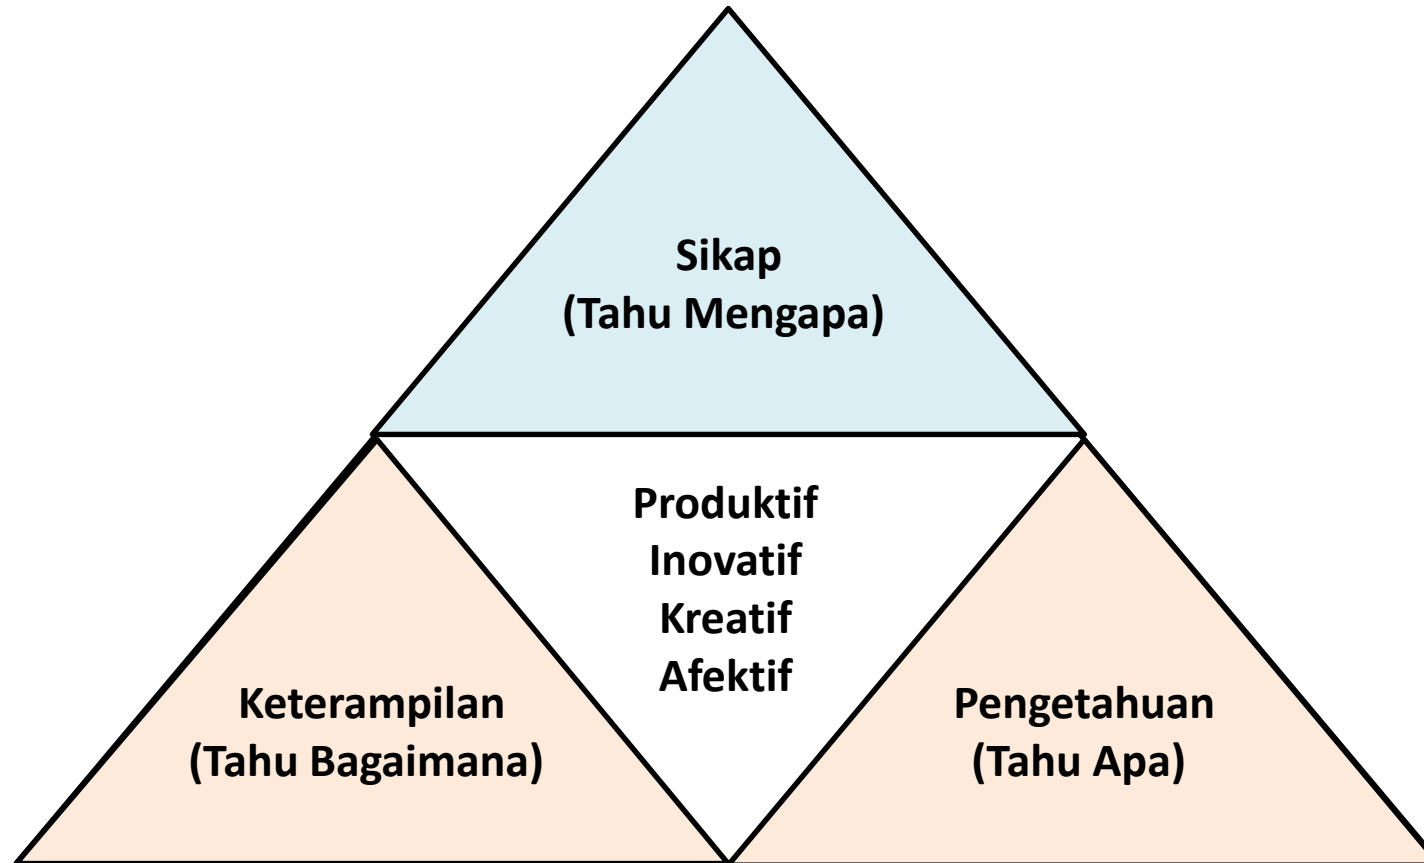 Sikap
(Tahu Mengapa)
Produktif
Inovatif
Kreatif
Afektif
Keterampilan
(Tahu Bagaimana)
Pengetahuan
(Tahu Apa)